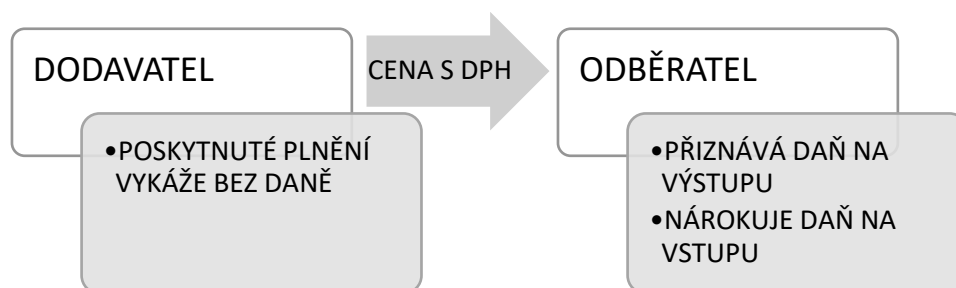 DODAVATEL
•POSKYTNUTÉ PLNĚNÍ
VYKÁŽE BEZ DANĚ
CENA S DPH
ODBĚRATEL
•PŘIZNÁVÁ DAŇ NA
VÝSTUPU
•NÁROKUJE DAŇ NA
VSTUPU